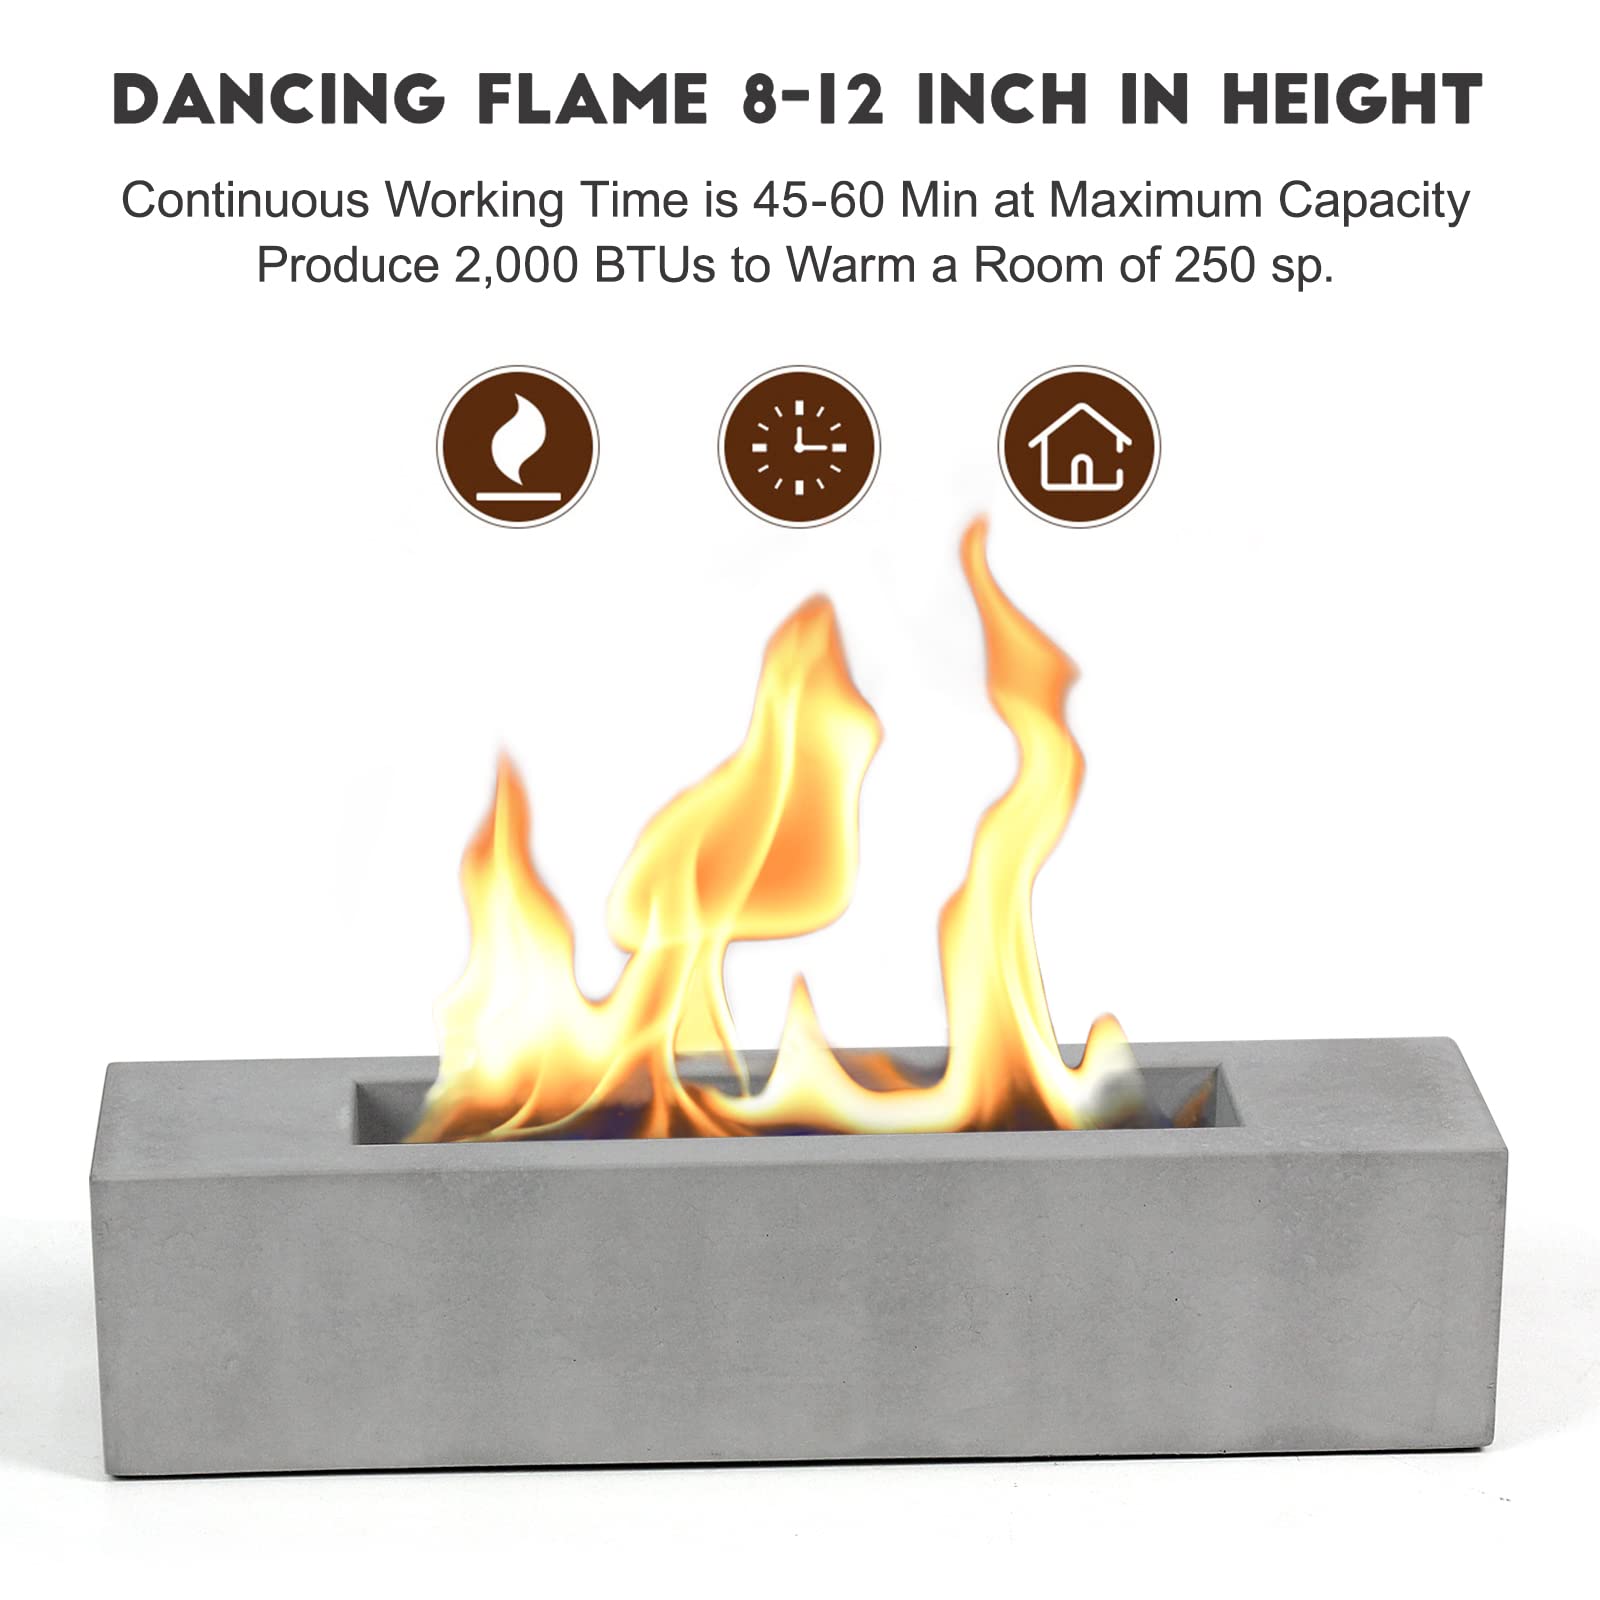 DANCING FLAME 8-12 INCH IN HEIGHT
Continuous Working Time is 45-60 Min at Maximum Capacity
Produce 2,000 BTUs to Warm a Room of 250 sp.